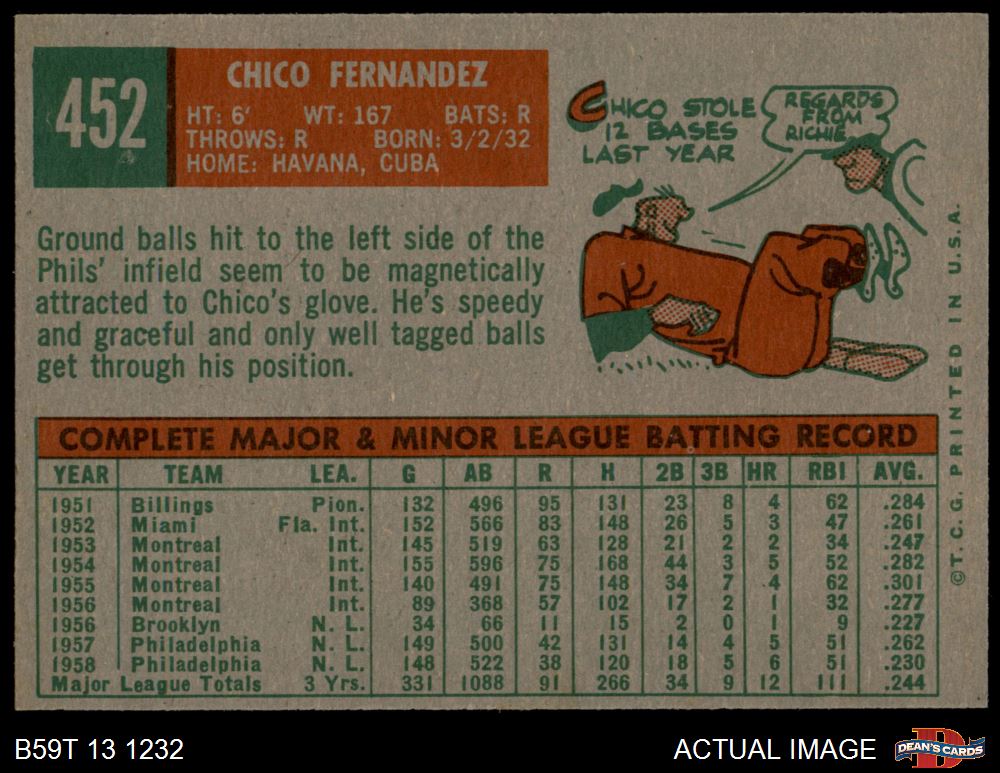 452
CHICO FERNANDEZ
HT: 6' WT: 167 BATS: R
THROWS: R BORN: 3/2/32
HOME: HAVANA, CUBA
CHICO STOLE
12 BASES
LAST YEAR
REGARDS
FROM
RICHIE
Ground balls hit to the left side of the
Phils' infield seem to be magnetically
attracted to Chico's glove. He's speedy
and graceful and only well tagged balls
get through his position.
COMPLETE MAJOR & MINOR LEAGUE BATTING RECORD
YEAR TEAM LEA. G AB R H 2B 3B HR RBI AVG.
1951 Billings Pion. 132 496 95 131 23 8 4 62 .284
1952 Miami Fla. Int. 152 566 83 148 26 5 3 47 .261
1953 Montreal Int. 145 519 63 128 21 2 2 34 .247
1954 Montreal Int. 155 596 75 168 44 3 5 52 .282
1955 Montreal Int. 140 491 75 148 34 7 4 62 .301
1956 Montreal Int. 89 368 57 102 17 2 1 32 .277
1956 Brooklyn N. L. 34 66 11 15 2 0 1 9 .227
1957 Philadelphia N. L. 149 500 42 131 14 4 5 51 .262
1958 Philadelphia N. L. 148 522 38 120 18 5 6 51 .230
Major League Totals 3 Yrs. 331 1088 91 266 34 9 12 111 .244
© T. C. G. PRINTED IN U.S.A.
B59T 13 1232
ACTUAL IMAGE
D
DEAN'S CARDS